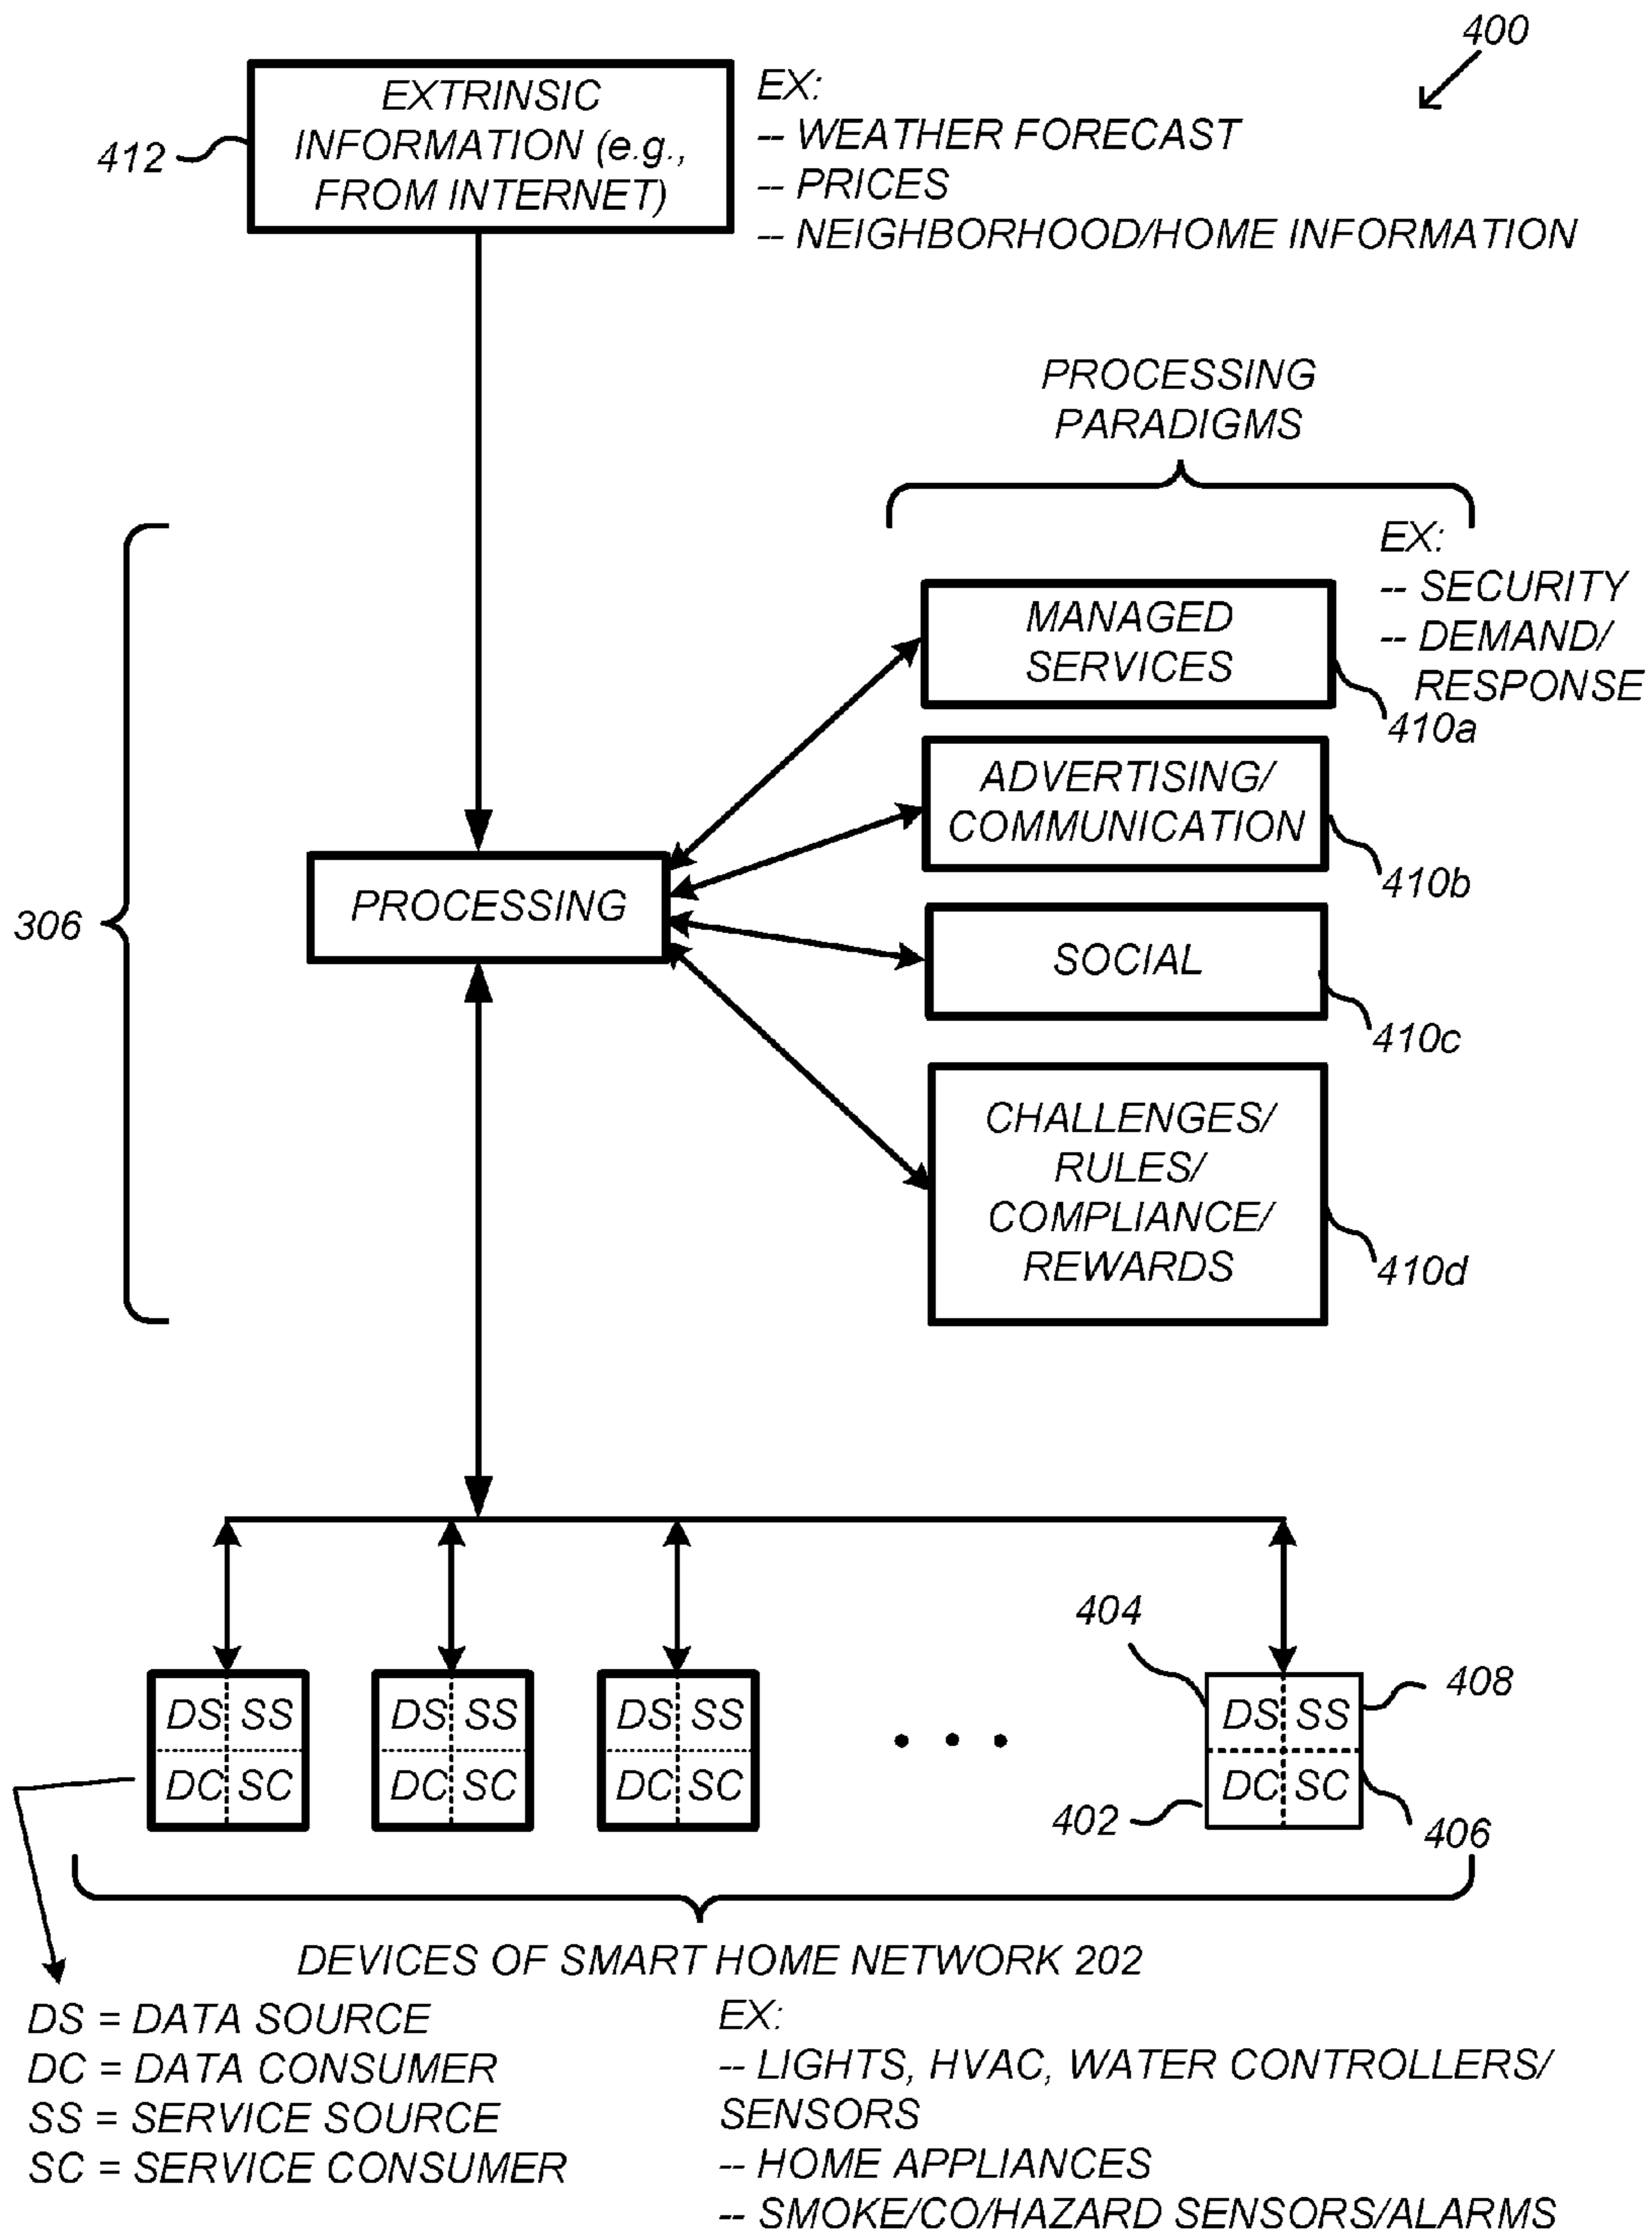 400
EXTRINSIC
INFORMATION (e.g.,
FROM INTERNET)
412
EX:
-- WEATHER FORECAST
-- PRICES
-- NEIGHBORHOOD/HOME INFORMATION
PROCESSING
PARADIGMS
EX:
-- SECURITY
-- DEMAND/
RESPONSE
MANAGED
SERVICES
410a
ADVERTISING/
COMMUNICATION
410b
306
PROCESSING
SOCIAL
410c
CHALLENGES/
RULES/
COMPLIANCE/
REWARDS
410d
404
408
DS SS
DC SC
DS SS
DC SC
DS SS
DC SC
DS SS
DC SC
402
406
DEVICES OF SMART HOME NETWORK 202
DS = DATA SOURCE
DC = DATA CONSUMER
SS = SERVICE SOURCE
SC = SERVICE CONSUMER
EX:
-- LIGHTS, HVAC, WATER CONTROLLERS/
SENSORS
-- HOME APPLIANCES
-- SMOKE/CO/HAZARD SENSORS/ALARMS